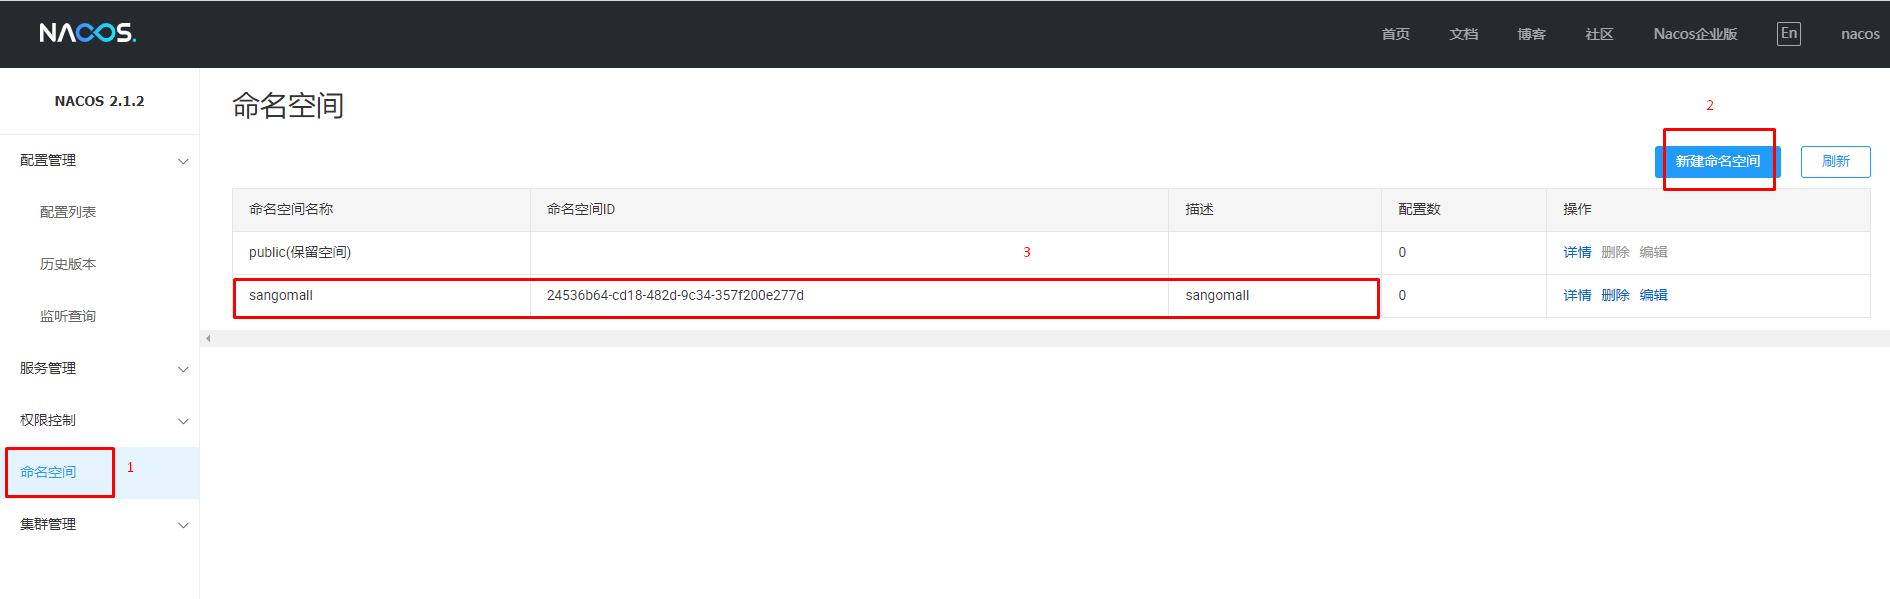 NACOS.
首页 文档 博客 社区 Nacos企业版 En nacos
NACOS 2.1.2
配置管理
配置列表
历史版本
监听查询
服务管理
权限控制
命名空间 1
集群管理
命名空间
2
新建命名空间 刷新
命名空间名称 命名空间ID 描述 配置数 操作
public(保留空间) 3 0 详情 删除 编辑
sangomall 24536b64-cd18-482d-9c34-357f200e277d sangomall 0 详情 删除 编辑